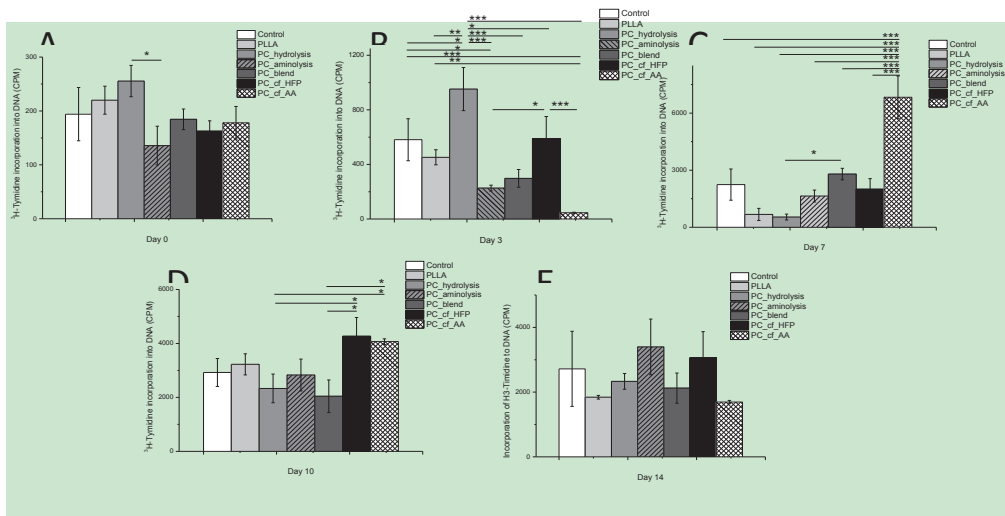 A
Control
PLLA
PC_hydrolysis
PC_aminolysis
PC_blend
PC_cf_HFP
PC_cf_AA
*
300
200
100
0
³H-Tymidine incorporation into DNA (CPM)
Day 0
B
Control
PLLA
PC_hydrolysis
PC_aminolysis
PC_blend
PC_cf_HFP
PC_cf_AA
***
*
** ***
* ***
*
***
**
* ***
1200
800
400
0
³H-Tymidine incorporation into DNA (CPM)
Day 3
C
Control
PLLA
PC_hydrolysis
PC_aminolysis
PC_blend
PC_cf_HFP
PC_cf_AA
***
***
***
***
***
***
*
6000
4000
2000
0
³H-Tymidine incorporation into DNA (CPM)
Day 7
D
Control
PLLA
PC_hydrolysis
PC_aminolysis
PC_blend
PC_cf_HFP
PC_cf_AA
*
*
*
*
6000
4000
2000
0
³H-Tymidine incorporation into DNA (CPM)
Day 10
E
Control
PLLA
PC_hydrolysis
PC_aminolysis
PC_blend
PC_cf_HFP
PC_cf_AA
4000
2000
0
Incorporation of H3-Timidine to DNA (CPM)
Day 14